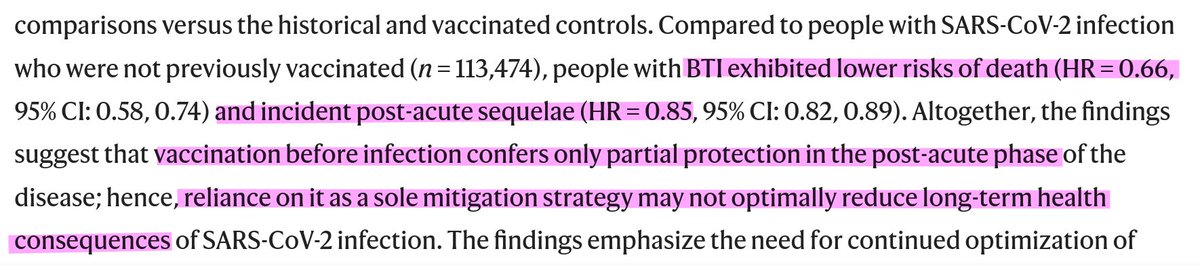 comparisons versus the historical and vaccinated controls. Compared to people with SARS-CoV-2 infection
who were not previously vaccinated (n = 113,474), people with BTI exhibited lower risks of death (HR = 0.66,
95% CI: 0.58, 0.74) and incident post-acute sequelae (HR = 0.85, 95% CI: 0.82, 0.89). Altogether, the findings
suggest that vaccination before infection confers only partial protection in the post-acute phase of the
disease; hence, reliance on it as a sole mitigation strategy may not optimally reduce long-term health
consequences of SARS-CoV-2 infection. The findings emphasize the need for continued optimization of